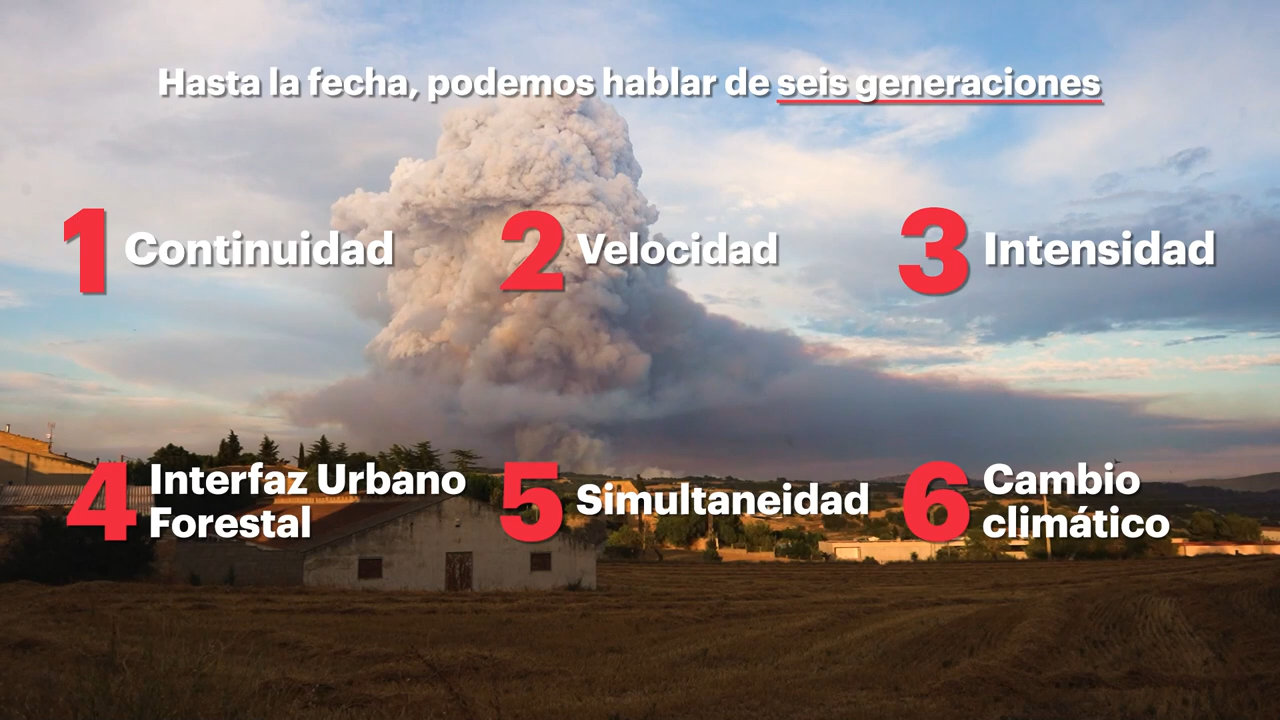 Hasta la fecha, podemos hablar de seis generaciones
1 Continuidad
2 Velocidad
3 Intensidad
4 Interfaz Urbano
Forestal
5 Simultaneidad
6 Cambio
climático